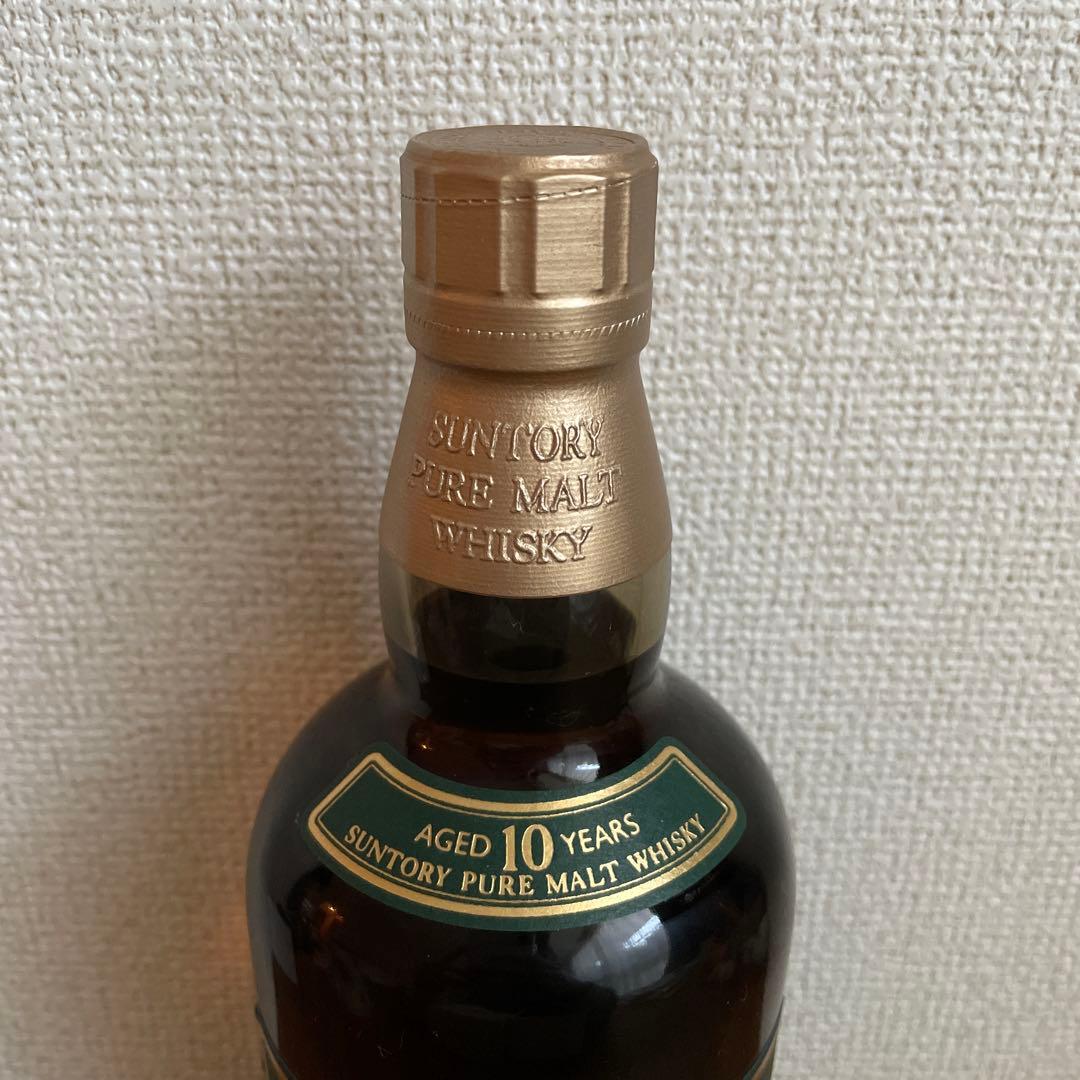 SUNTORY
PURE MALT
WHISKY
AGED 10 YEARS
SUNTORY PURE MALT WHISKY